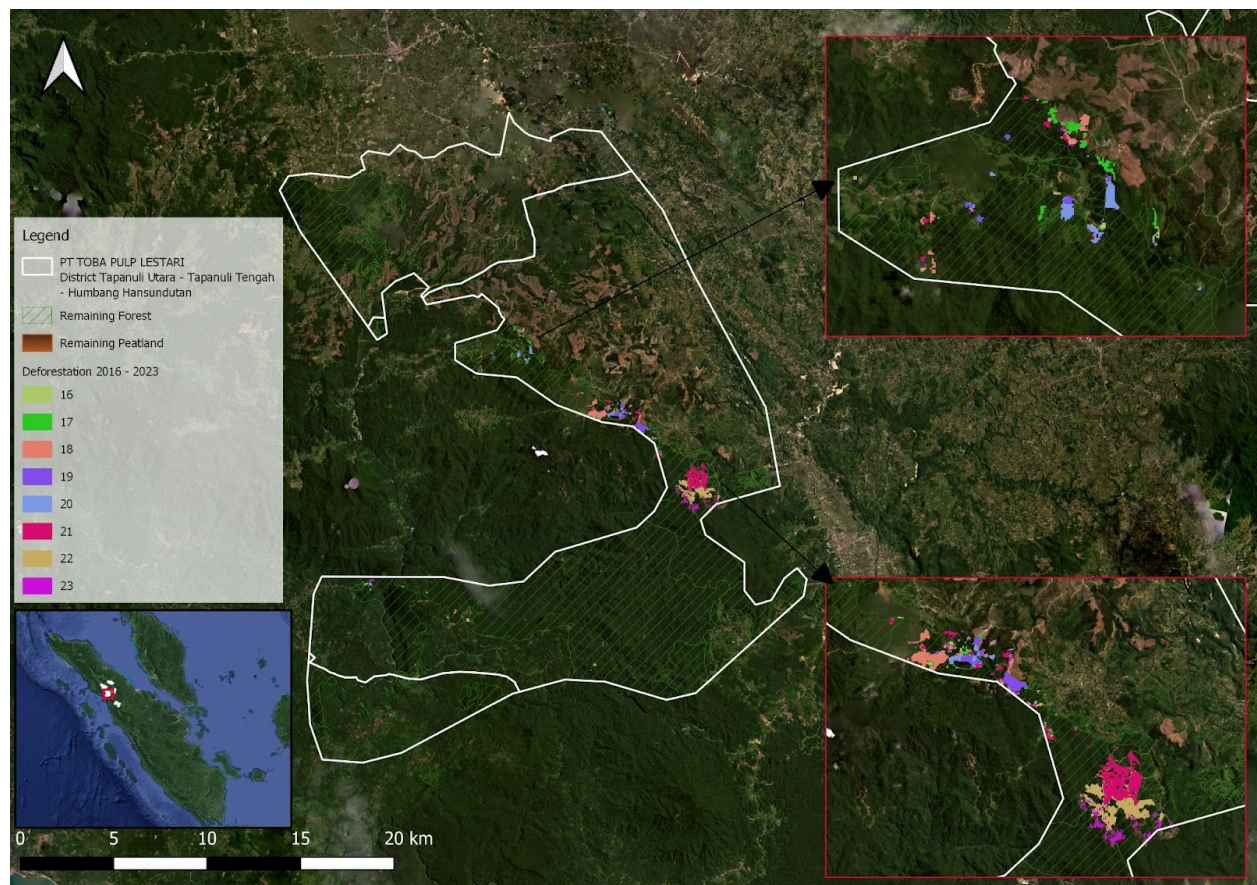 Legend
PT TOBA PULP LESTARI
District Tapanuli Utara - Tapanuli Tengah
- Humbang Hansundutan
Remaining Forest
Remaining Peatland
Deforestation 2016 - 2023
16
17
18
19
20
21
22
23
0 5 10 15 20 km